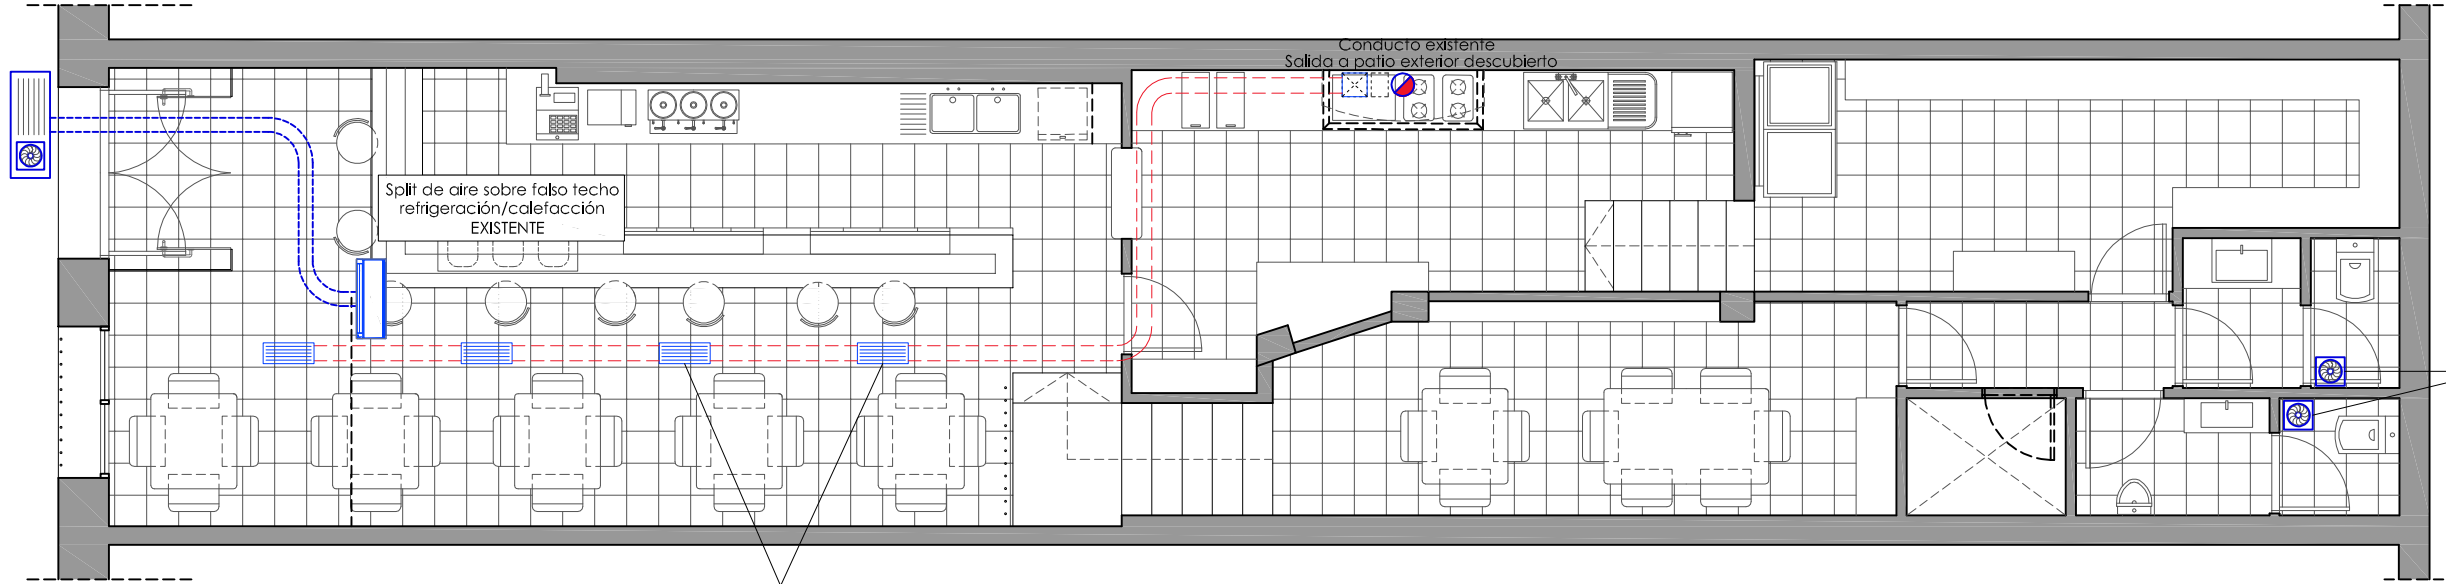 Conducto existente
Salida a patio exterior descubierto
Split de aire sobre falso techo
refrigeración/calefacción
EXISTENTE